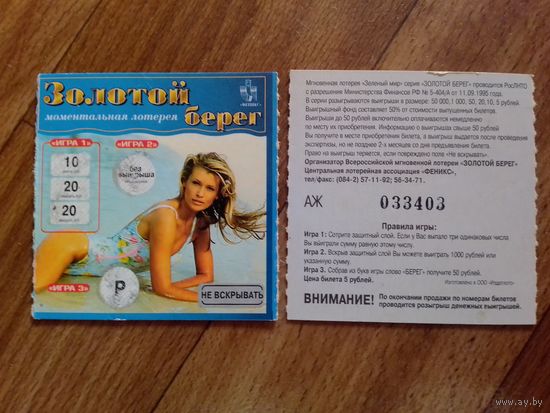 Золотой
моментальная лотерея
берег
«ФЕНИКС»
«ИГРА 1»
«ИГРА 2»
10
20
20
без
выигрыша
«ИГРА 3»
Р
НЕ ВСКРЫВАТЬ
Мгновенная лотерея «Зеленый мир» серия «ЗОЛОТОЙ БЕРЕГ» проводится РосЛНТО
с разрешения Министерства Финансов РФ № 5-404/А от 11.09.1995 года.
В серии разыгрываются выигрыши в размере: 50 000, 1 000, 50, 20, 10, 5 рублей.
Выигрышный фонд составляет 50% от стоимости выпущенных билетов.
Выигрыши до 50 рублей включительно оплачиваются немедленно
по месту их приобретения. Информацию о выигрыше свыше 50 рублей
Вы получите в месте приобретения билета, а выигрыш выдается после проведения
экспертизы, но не позднее 2-х месяцев со дня предъявления билета.
Право на выигрыш теряется, если повреждено поле «Не вскрывать»
Организатор Всероссийской мгновенной лотереи «ЗОЛОТОЙ БЕРЕГ»
Центральная лотерейная ассоциация «ФЕНИКС»,
тел/факс: (084-2) 57-11-92; 56-34-71.
АЖ 033403
Правила игры:
Игра 1: Сотрите защитный слой. Если у Вас выпало три одинаковых числа
Вы выиграли сумму равную этому числу.
Игра 2. Вскрыв защитный слой Вы можете выиграть 1000 рублей или
указанную сумму.
Игра 3. Собрав из букв игры слово «БЕРЕГ» получите 50 рублей.
Цена билета 5 рублей.
Изготовлено в ООО
ВНИМАНИЕ! По окончании продажи по номерам билетов
проводится розыгрыш денежных выигрышей.
www.ay.by